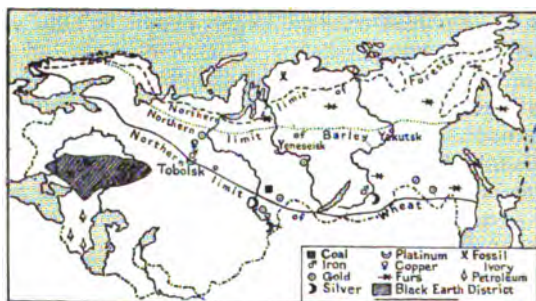 Northern limit of Forests
Northern limit of Barley
Yakutsk
Yeneseisk
Tobolsk
Northern limit of Wheat
Coal
Iron
Gold
Silver
Platinum
Copper
Furs
Fossil
Ivory
Petroleum
Black Earth District